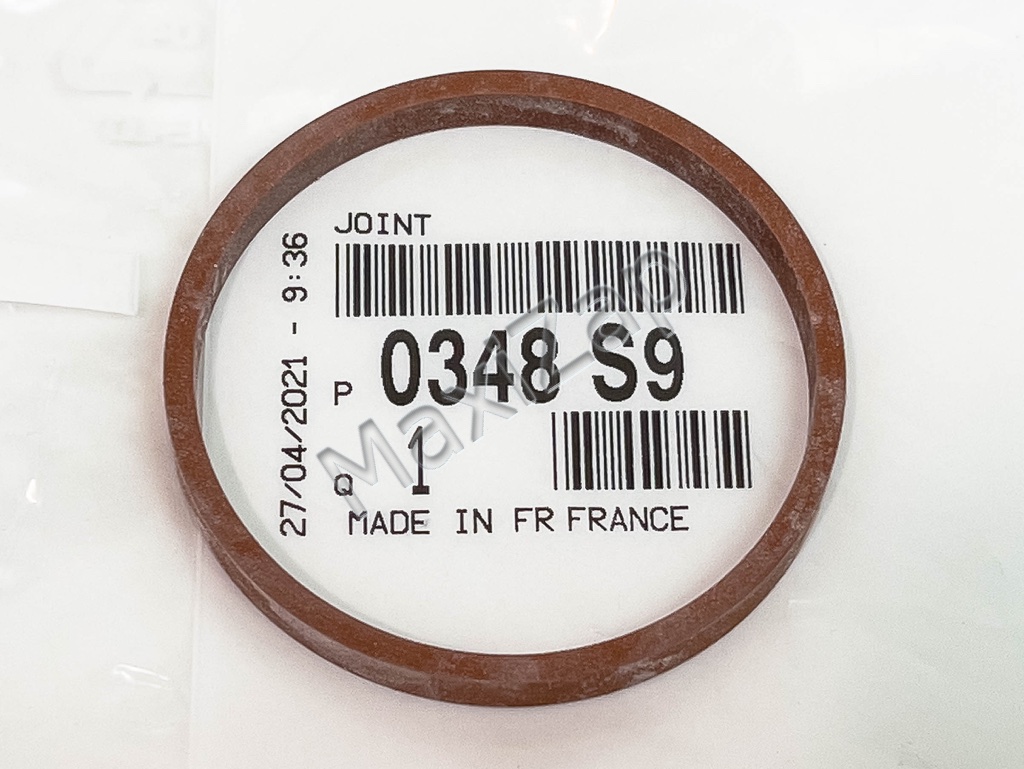 JOINT
P 0348 S9
Q 1
MADE IN FR FRANCE
27/04/2021 - 9:36
MaxiZap